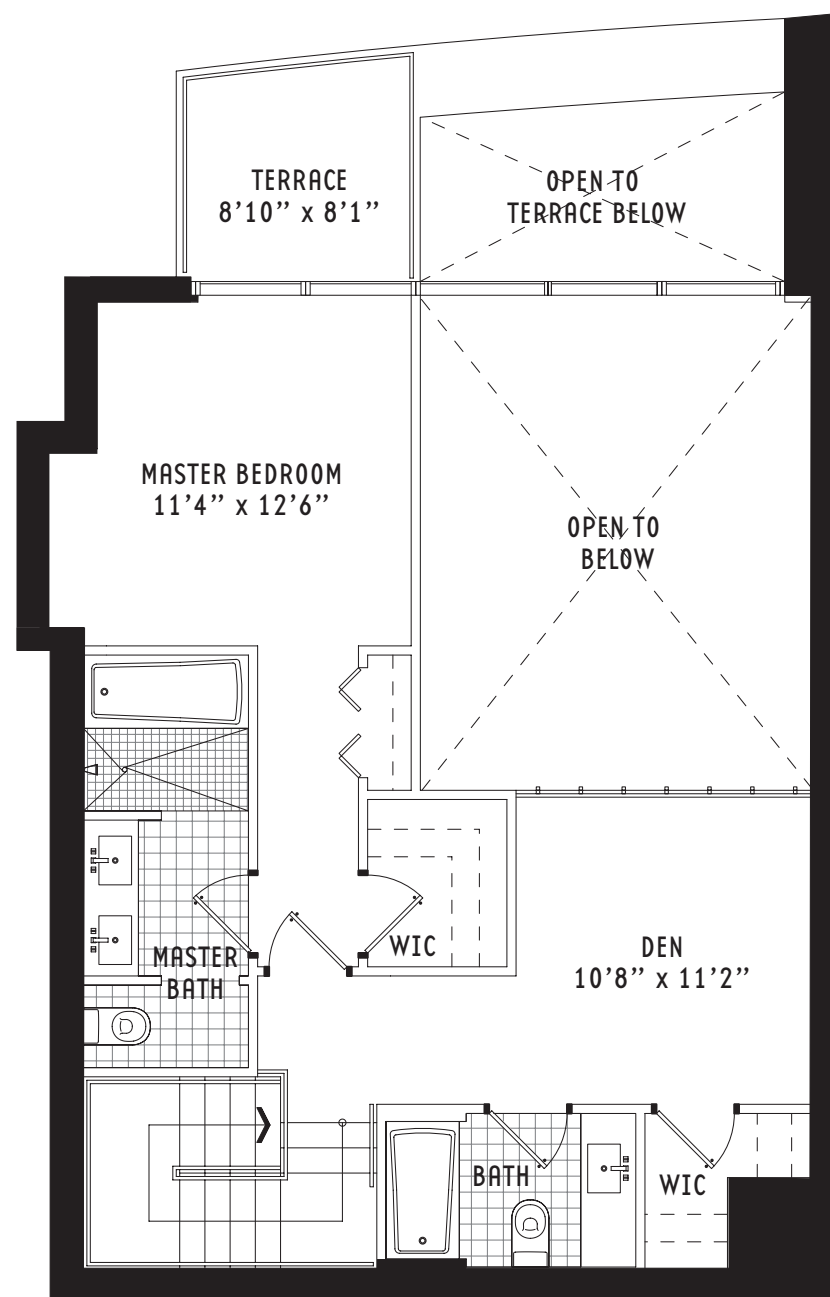 TERRACE
8’10” x 8’1”
OPEN TO
TERRACE BELOW
MASTER BEDROOM
11’4” x 12’6”
OPEN TO
BELOW
MASTER
BATH
WIC
DEN
10’8” x 11’2”
BATH
WIC